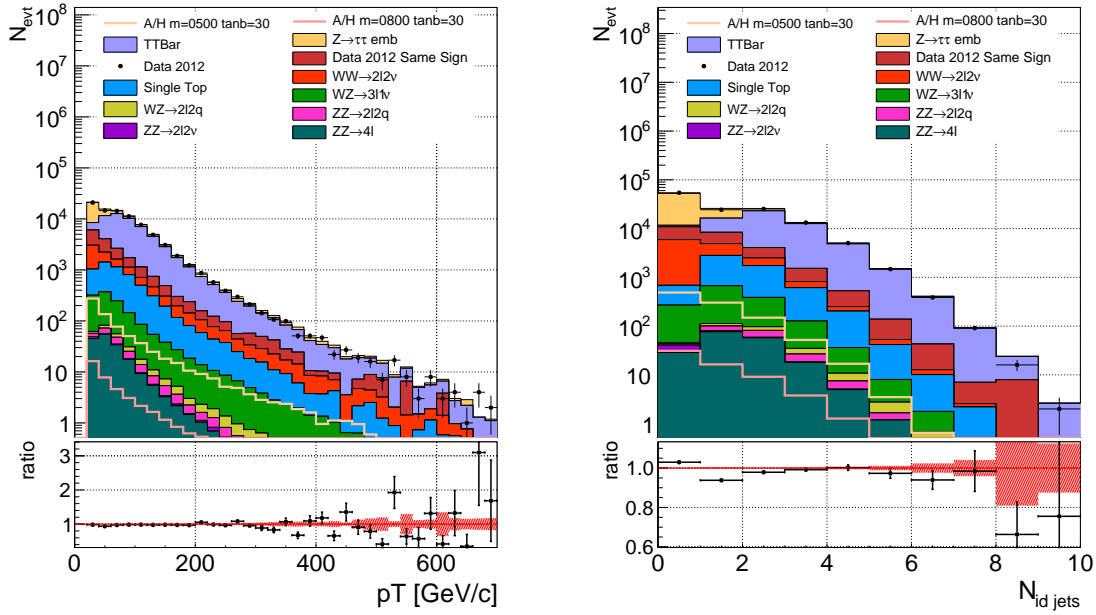 A/H m=0500 tanb=30
A/H m=0800 tanb=30
TTBar
Z→ττ emb
Data 2012
Data 2012 Same Sign
Single Top
WW→2l2ν
WZ→2l2q
WZ→3l1ν
ZZ→2l2ν
ZZ→2l2q
ZZ→4l
N_evt
10^8
10^7
10^6
10^5
10^4
10^3
10^2
10
1
ratio
3
2
1
0 200 400 600
pT [GeV/c]
A/H m=0500 tanb=30
A/H m=0800 tanb=30
TTBar
Z→ττ emb
Data 2012
Data 2012 Same Sign
Single Top
WW→2l2ν
WZ→2l2q
WZ→3l1ν
ZZ→2l2ν
ZZ→2l2q
ZZ→4l
N_evt
10^8
10^7
10^6
10^5
10^4
10^3
10^2
10
1
ratio
1.0
0.8
0.6
0 2 4 6 8 10
N_id jets